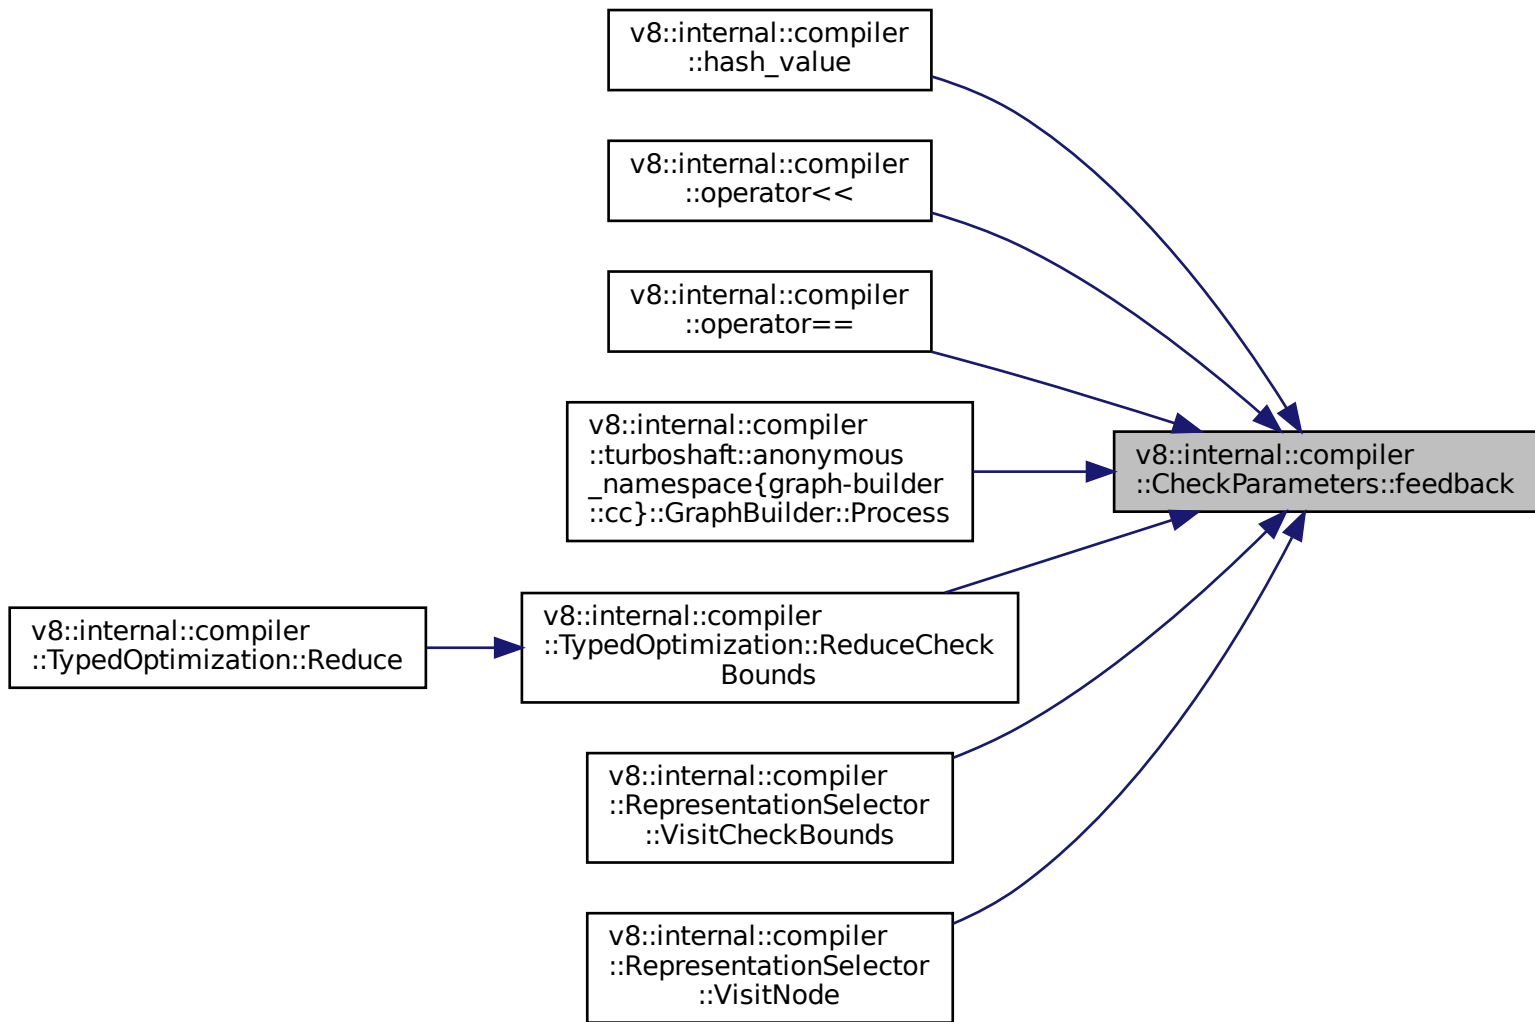 v8::internal::compiler
::hash_value
v8::internal::compiler
::operator<<
v8::internal::compiler
::operator==
v8::internal::compiler
::turboshaft::anonymous
_namespace{graph-builder
::cc}::GraphBuilder::Process
v8::internal::compiler
::CheckParameters::feedback
v8::internal::compiler
::TypedOptimization::Reduce
v8::internal::compiler
::TypedOptimization::ReduceCheck
Bounds
v8::internal::compiler
::RepresentationSelector
::VisitCheckBounds
v8::internal::compiler
::RepresentationSelector
::VisitNode